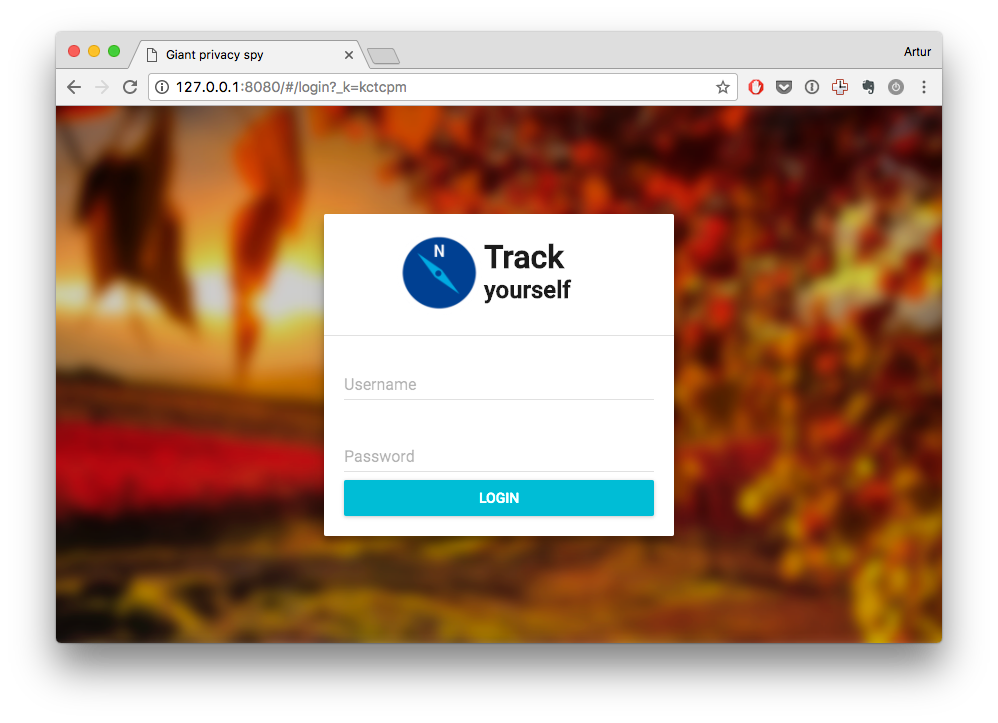 Giant privacy spy
Artur
127.0.0.1:8080/#/login?_k=kctcpm
N
Track
yourself
Username
Password
LOGIN